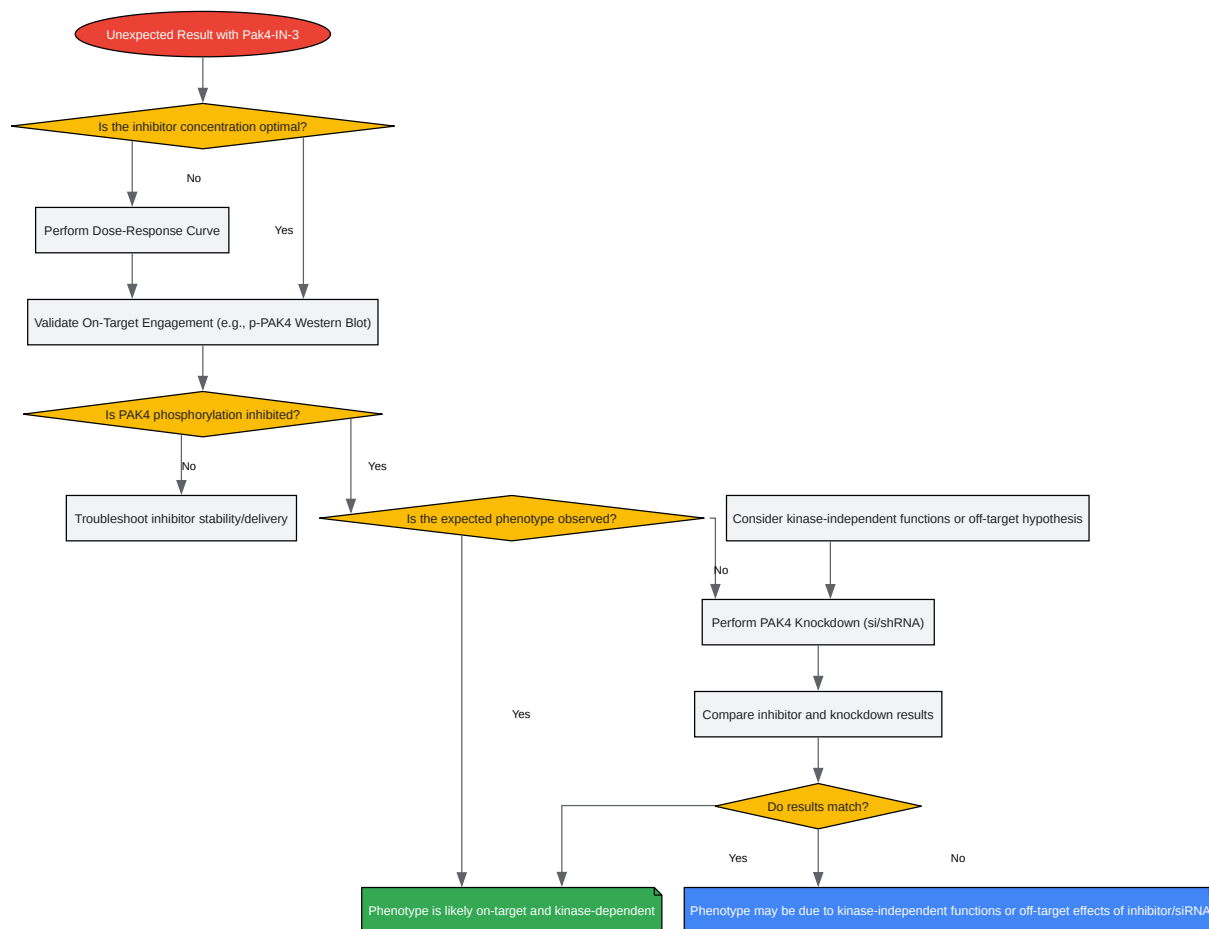 Unexpected Result with Pak4-IN-3
Is the inhibitor concentration optimal?
No
Perform Dose-Response Curve
Yes
Validate On-Target Engagement (e.g., p-PAK4 Western Blot)
Is PAK4 phosphorylation inhibited?
No
Yes
Troubleshoot inhibitor stability/delivery
Is the expected phenotype observed?
Consider kinase-independent functions or off-target hypothesis
No
Perform PAK4 Knockdown (si/shRNA)
Yes
Compare inhibitor and knockdown results
Do results match?
Yes
No
Phenotype is likely on-target and kinase-dependent
Phenotype may be due to kinase-independent functions or off-target effects of inhibitor/siRNA